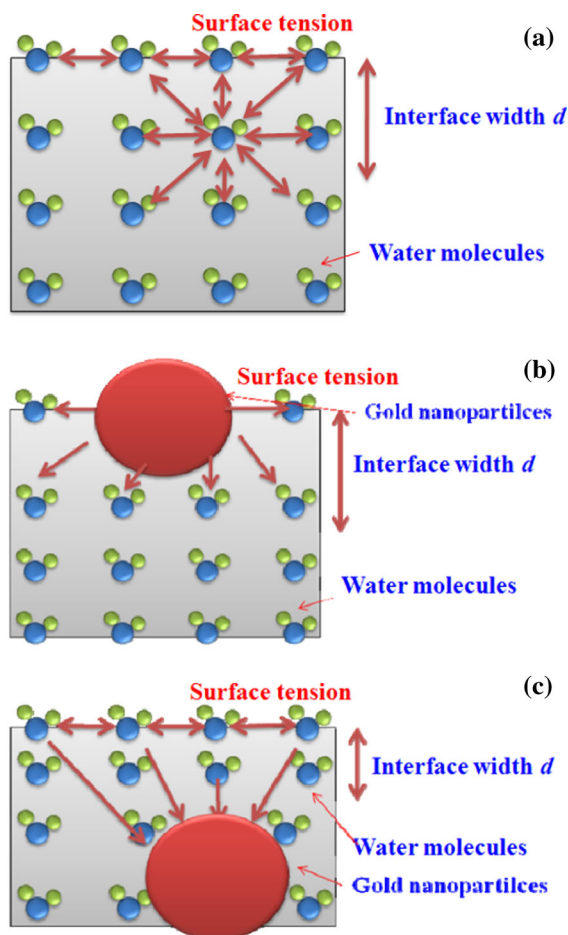 Surface tension
(a)
Interface width d
Water molecules
(b)
Surface tension
Gold nanopartilces
Interface width d
Water molecules
(c)
Surface tension
Interface width d
Water molecules
Gold nanopartilces